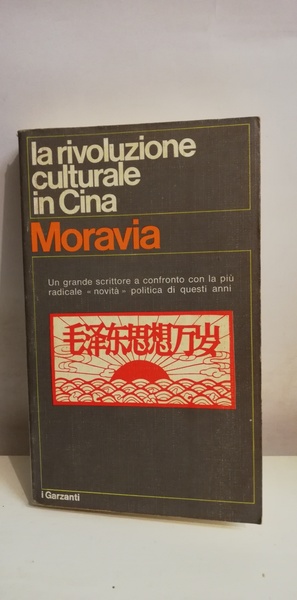 la rivoluzione
culturale
in Cina
Moravia
Un grande scrittore a confronto con la più
radicale «novità» politica di questi anni
毛泽东思想万岁
i Garzanti